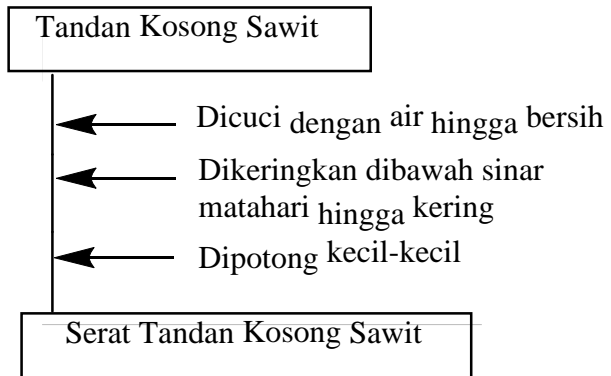 Tandan Kosong Sawit
Dicuci dengan air hingga bersih
Dikeringkan dibawah sinar
matahari hingga kering
Dipotong kecil-kecil
Serat Tandan Kosong Sawit